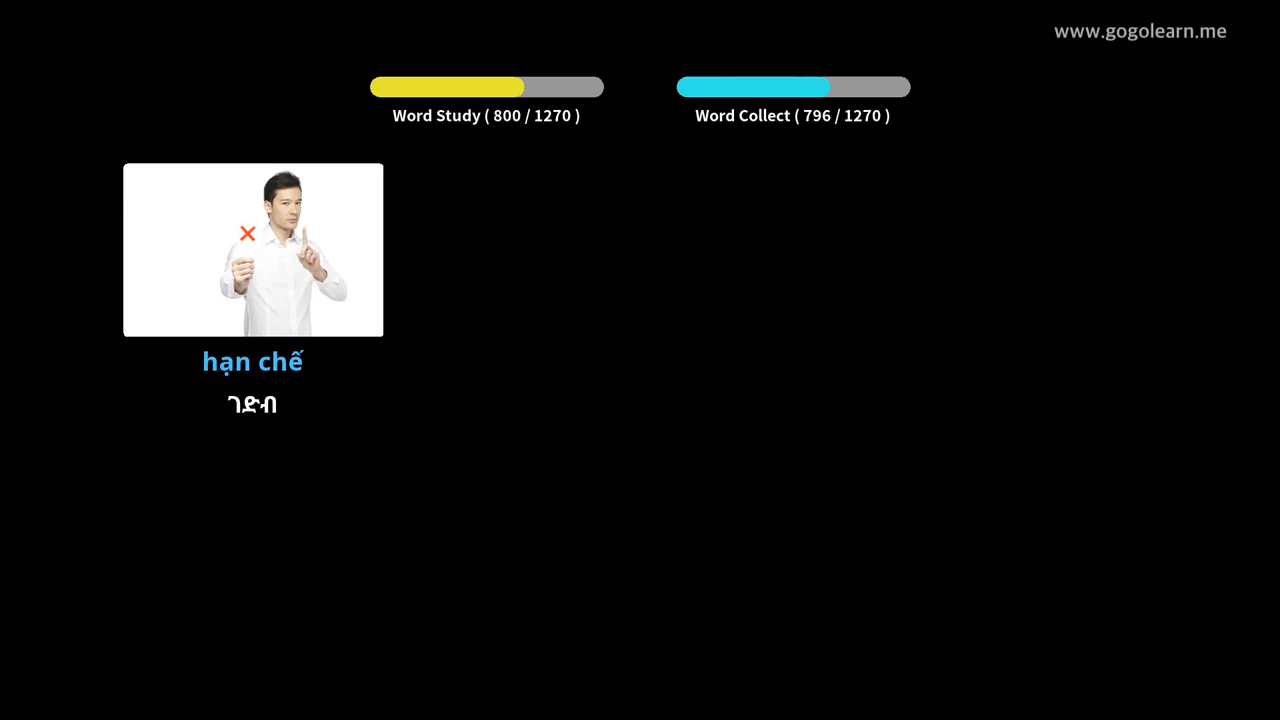 www.gogolearn.me
Word Study ( 800 / 1270 )
Word Collect ( 796 / 1270 )
hạn chế
ገድብ